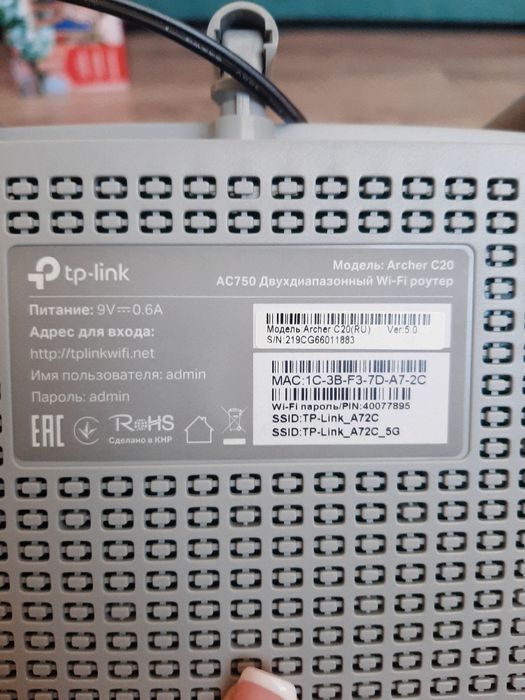 tp-link
Модель: Archer C20
AC750 Двухдиапазонный Wi-Fi роутер
Питание: 9V⎓0.6A
Адрес для входа:
http://tplinkwifi.net
Имя пользователя: admin
Пароль: admin
EAC
RoHS
Сделано в КНР
Модель:Archer C20(RU) Ver:5.0
S/N:219CG66011883
MAC:1C-3B-F3-7D-A7-2C
Wi-Fi пароль/PIN:40077895
SSID:TP-Link_A72C
SSID:TP-Link_A72C_5G